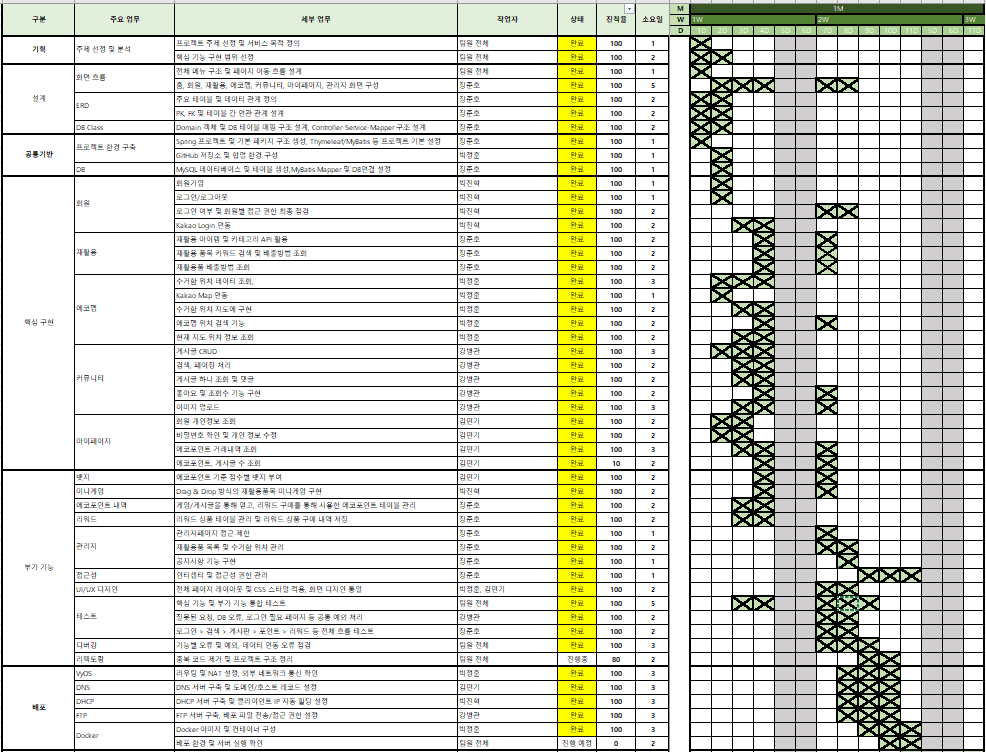 구분 주요 업무 세부 업무 작업자 상태 진척율 소요일 M 1M
W 1W 2W 3W
D 1D 2D 3D 4D 5D 6D 7D 8D 9D 10D 11D 5D 6D 11D
기획 주제 선정 및 분석 프로젝트 주제 선정 및 서비스 목적 정의 팀원 전체 완료 100 1
핵심 기능 구현 범위 선정 팀원 전체 완료 100 2
설계 화면 흐름 전체 메뉴 구조 및 페이지 이동 흐름 설계 팀원 전체 완료 100 1
홈, 회원, 재활용, 에코맵, 커뮤니티, 마이페이지, 관리자 화면 구성 장준호 완료 100 5
ERD 주요 테이블 및 데이터 관계 정의 장준호 완료 100 2
PK, FK 및 테이블 간 연관 관계 설계 장준호 완료 100 2
DB Class Domain 객체 및 DB 테이블 매핑 구조 설계, Controller-Service-Mapper 구조 설계 장준호 완료 100 2
공통기반 프로젝트 환경 구축 Spring 프로젝트 및 기본 패키지 구조 생성, Thymeleaf/MyBatis 등 프로젝트 기본 설정 장준호 완료 100 1
GitHub 저장소 및 협업 환경 구성 박정훈 완료 100 1
DB MySQL 데이터베이스 및 테이블 생성,MyBatis Mapper 및 DB연결 설정 장준호 완료 100 1
핵심 구현 회원 회원가입 박진혁 완료 100 1
로그인/로그아웃 박진혁 완료 100 1
로그인 여부 및 회원별 접근 권한 최종 점검 박진혁 완료 100 2
Kakao Login 연동 박진혁 완료 100 2
재활용 재활용 아이템 및 카테고리 API 활용 장준호 완료 100 2
재활용 품목 키워드 검색 및 배출방법 조회 장준호 완료 100 2
재활용품 배출방법 조회 장준호 완료 100 2
에코맵 수거함 위치 데이터 조회, 박정훈 완료 100 3
Kakao Map 연동 박정훈 완료 100 1
수거함 위치 지도에 구현 박정훈 완료 100 2
에코맵 위치 검색 기능 박정훈 완료 100 2
현재 지도 위치 정보 조회 박정훈 완료 100 2
커뮤니티 게시글 CRUD 강병관 완료 100 3
검색, 페이징 처리 강병관 완료 100 2
게시글 하나 조회 및 댓글 강병관 완료 100 2
좋아요 및 조회수 기능 구현 강병관 완료 100 2
이미지 업로드 강병관 완료 100 3
마이페이지 회원 개인정보 조회 김민기 완료 100 2
비밀번호 확인 및 개인 정보 수정 김민기 완료 100 2
에코포인트 거래내역 조회 김민기 완료 100 3
에코포인트, 게시글 수 조회 김민기 완료 10 2
부가 기능 뱃지 에코포인트 기준 점수별 뱃지 부여 김민기 완료 100 2
미니게임 Drag & Drop 방식의 재활용품목 미니게임 구현 박진혁 완료 100 2
에코포인트 내역 게임/게시글을 통해 얻고, 리워드 구매를 통해 사용한 에코포인트 테이블 관리 장준호 완료 100 2
리워드 리워드 상품 테이블 관리 및 리워드 상품 구매 내역 저장 장준호 완료 100 2
관리자 관리자페이지 접근 제한 장준호 완료 100 1
재활용품 목록 및 수거함 위치 관리 장준호 완료 100 2
공지사항 기능 구현 장준호 완료 100 1
접근성 인터셉터 및 접근성 권한 관리 장준호 완료 100 1
UI/UX 디자인 전체 페이지 레이아웃 및 CSS 스타일 적용, 화면 디자인 통일 박정훈, 김민기 완료 100 2
테스트 핵심 기능 및 부가 기능 통합 테스트 팀원 전체 완료 100 5
잘못된 요청, DB 오류, 로그인 필요 페이지 등 공통 예외 처리 강병관 완료 100 2
로그인 > 검색 > 게시판 > 포인트 > 리워드 등 전체 흐름 테스트 장준호 완료 100 2
디버깅 기능별 오류 및 예외, 데이터 연동 오류 점검 팀원 전체 완료 100 3
리팩토링 중복 코드 제거 및 프로젝트 구조 정리 팀원 전체 진행중 80 2
배포 VyOS 라우팅 및 NAT 설정, 외부 네트워크 통신 확인 박정훈 완료 100 3
DNS DNS 서버 구축 및 도메인/호스트 레코드 설정 김민기 완료 100 3
DHCP DHCP 서버 구축 및 클라이언트 IP 자동 할당 설정 박진혁 완료 100 3
FTP FTP 서버 구축, 배포 파일 전송/접근 권한 설정 강병관 완료 100 3
Docker Docker 이미지 및 컨테이너 구성 박정훈 완료 100 3
배포 환경 및 서버 실행 확인 팀원 전체 진행 예정 0 2